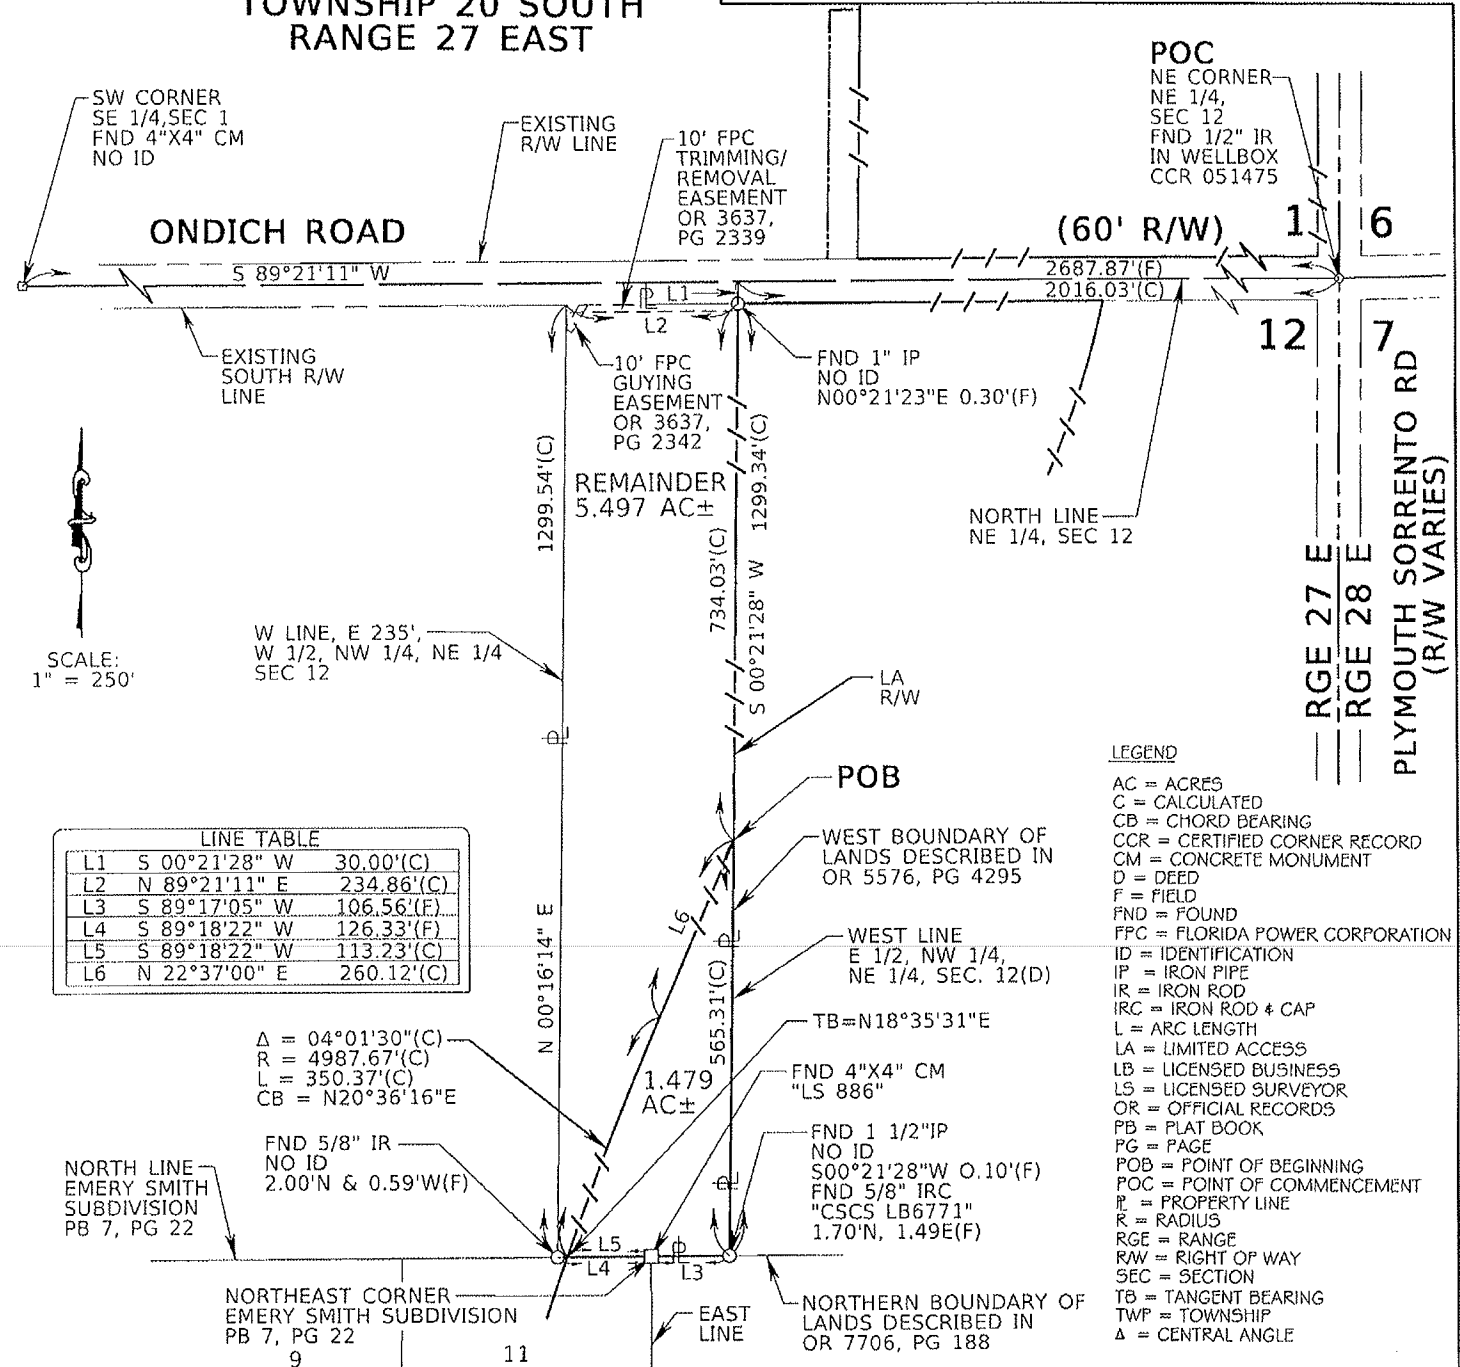 TOWNSHIP 20 SOUTH
RANGE 27 EAST
POC
NE CORNER
NE 1/4,
SEC 12
FND 1/2" IR
IN WELLBOX
CCR 051475
SW CORNER
SE 1/4,SEC 1
FND 4"X4" CM
NO ID
EXISTING
R/W LINE
10' FPC
TRIMMING/
REMOVAL
EASEMENT
OR 3637,
PG 2339
ONDICH ROAD
(60' R/W)
1
6
S 89°21'11" W
2687.87'(F)
2016.03'(C)
L1
L2
12
7
EXISTING
SOUTH R/W
LINE
10' FPC
GUYING
EASEMENT
OR 3637,
PG 2342
FND 1" IP
NO ID
N00°21'23"E 0.30'(F)
PLYMOUTH SORRENTO RD
(R/W VARIES)
1299.54'(C)
1299.34'(C)
REMAINDER
5.497 AC±
NORTH LINE
NE 1/4, SEC 12
RGE 27 E
RGE 28 E
734.03'(C)
S 00°21'28" W
SCALE:
1" = 250'
W LINE, E 235',
W 1/2, NW 1/4, NE 1/4
SEC 12
LA
R/W
POB
WEST BOUNDARY OF
LANDS DESCRIBED IN
OR 5576, PG 4295
LINE TABLE
L1 S 00°21'28" W 30.00'(C)
L2 N 89°21'11" E 234.86'(C)
L3 S 89°17'05" W 106.56'(F)
L4 S 89°18'22" W 126.33'(F)
L5 S 89°18'22" W 113.23'(C)
L6 N 22°37'00" E 260.12'(C)
L6
N 00°16'14" E
565.31'(C)
WEST LINE
E 1/2, NW 1/4,
NE 1/4, SEC. 12(D)
TB=N18°35'31"E
Δ = 04°01'30"(C)
R = 4987.67'(C)
L = 350.37'(C)
CB = N20°36'16"E
1.479
AC±
FND 4"X4" CM
"LS 886"
FND 5/8" IR
NO ID
2.00'N & 0.59'W(F)
FND 1 1/2"IP
NO ID
S00°21'28"W 0.10'(F)
FND 5/8" IRC
"CSCS LB6771"
1.70'N, 1.49E(F)
NORTH LINE
EMERY SMITH
SUBDIVISION
PB 7, PG 22
L5
L4
L3
NORTHEAST CORNER
EMERY SMITH SUBDIVISION
PB 7, PG 22
EAST
LINE
NORTHERN BOUNDARY OF
LANDS DESCRIBED IN
OR 7706, PG 188
9
11
LEGEND
AC = ACRES
C = CALCULATED
CB = CHORD BEARING
CCR = CERTIFIED CORNER RECORD
CM = CONCRETE MONUMENT
D = DEED
F = FIELD
FND = FOUND
FPC = FLORIDA POWER CORPORATION
ID = IDENTIFICATION
IP = IRON PIPE
IR = IRON ROD
IRC = IRON ROD & CAP
L = ARC LENGTH
LA = LIMITED ACCESS
LB = LICENSED BUSINESS
LS = LICENSED SURVEYOR
OR = OFFICIAL RECORDS
PB = PLAT BOOK
PG = PAGE
POB = POINT OF BEGINNING
POC = POINT OF COMMENCEMENT
PL = PROPERTY LINE
R = RADIUS
RGE = RANGE
R/W = RIGHT OF WAY
SEC = SECTION
TB = TANGENT BEARING
TWP = TOWNSHIP
Δ = CENTRAL ANGLE